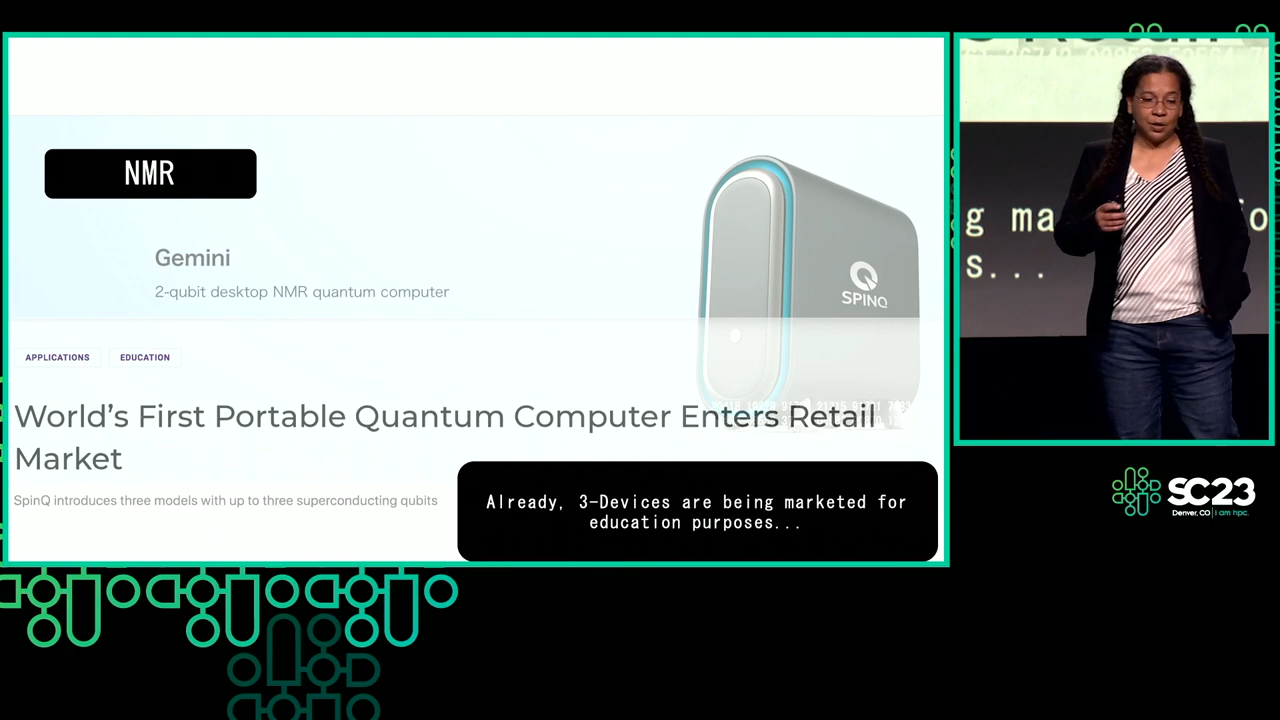 NMR
Gemini
2-qubit desktop NMR quantum computer
SPINQ
APPLICATIONS EDUCATION
World's First Portable Quantum Computer Enters Retail
Market
SpinQ introduces three models with up to three superconducting qubits
Already, 3-Devices are being marketed for
education purposes...
g ma
s...
SC23
Denver, CO | i am hpc.